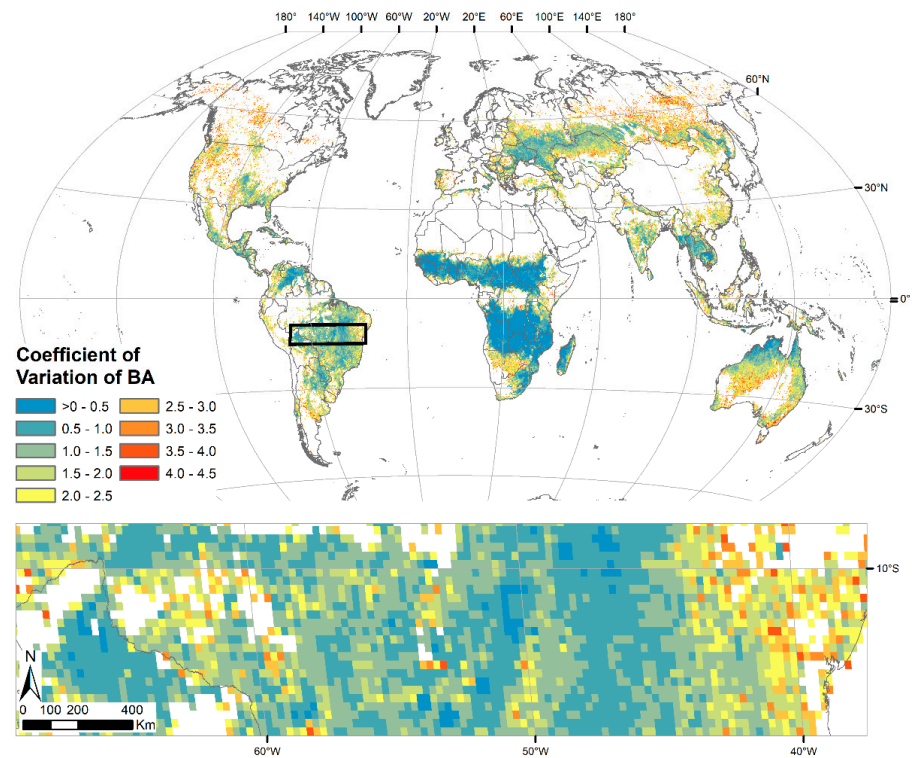 180° 140°W 100°W 60°W 20°W 20°E 60°E 100°E 140°E 180°
60°N
30°N
0°
30°S
Coefficient of
Variation of BA
>0 - 0.5 2.5 - 3.0
0.5 - 1.0 3.0 - 3.5
1.0 - 1.5 3.5 - 4.0
1.5 - 2.0 4.0 - 4.5
2.0 - 2.5
10°S
N
0 100 200 400
Km
60°W 50°W 40°W